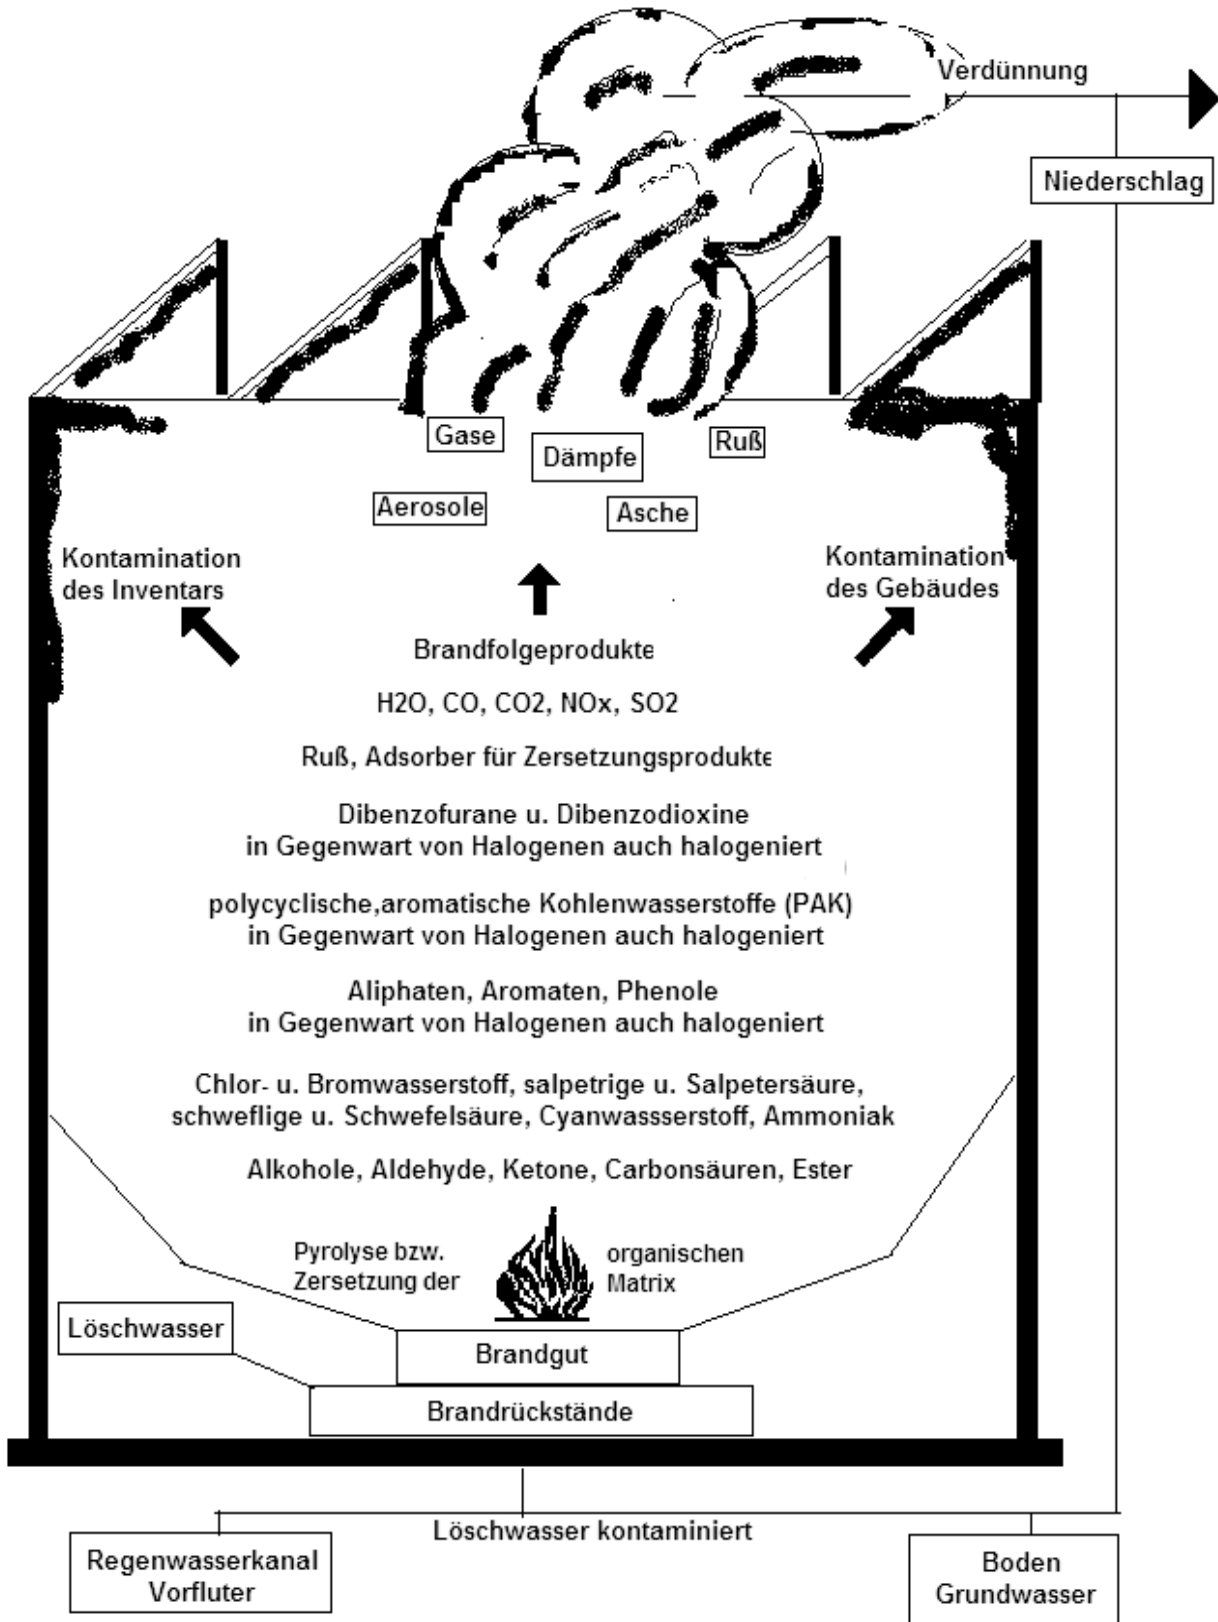 Verdünnung
Niederschlag
Gase
Dämpfe
Ruß
Aerosole
Asche
Kontamination
des Inventars
Kontamination
des Gebäudes
Brandfolgeprodukte
H2O, CO, CO2, NOx, SO2
Ruß, Adsorber für Zersetzungsprodukte
Dibenzofurane u. Dibenzodioxine
in Gegenwart von Halogenen auch halogeniert
polycyclische,aromatische Kohlenwasserstoffe (PAK)
in Gegenwart von Halogenen auch halogeniert
Aliphaten, Aromaten, Phenole
in Gegenwart von Halogenen auch halogeniert
Chlor- u. Bromwasserstoff, salpetrige u. Salpetersäure,
schweflige u. Schwefelsäure, Cyanwassserstoff, Ammoniak
Alkohole, Aldehyde, Ketone, Carbonsäuren, Ester
Pyrolyse bzw.
Zersetzung der
organischen
Matrix
Löschwasser
Brandgut
Brandrückstände
Löschwasser kontaminiert
Regenwasserkanal
Vorfluter
Boden
Grundwasser